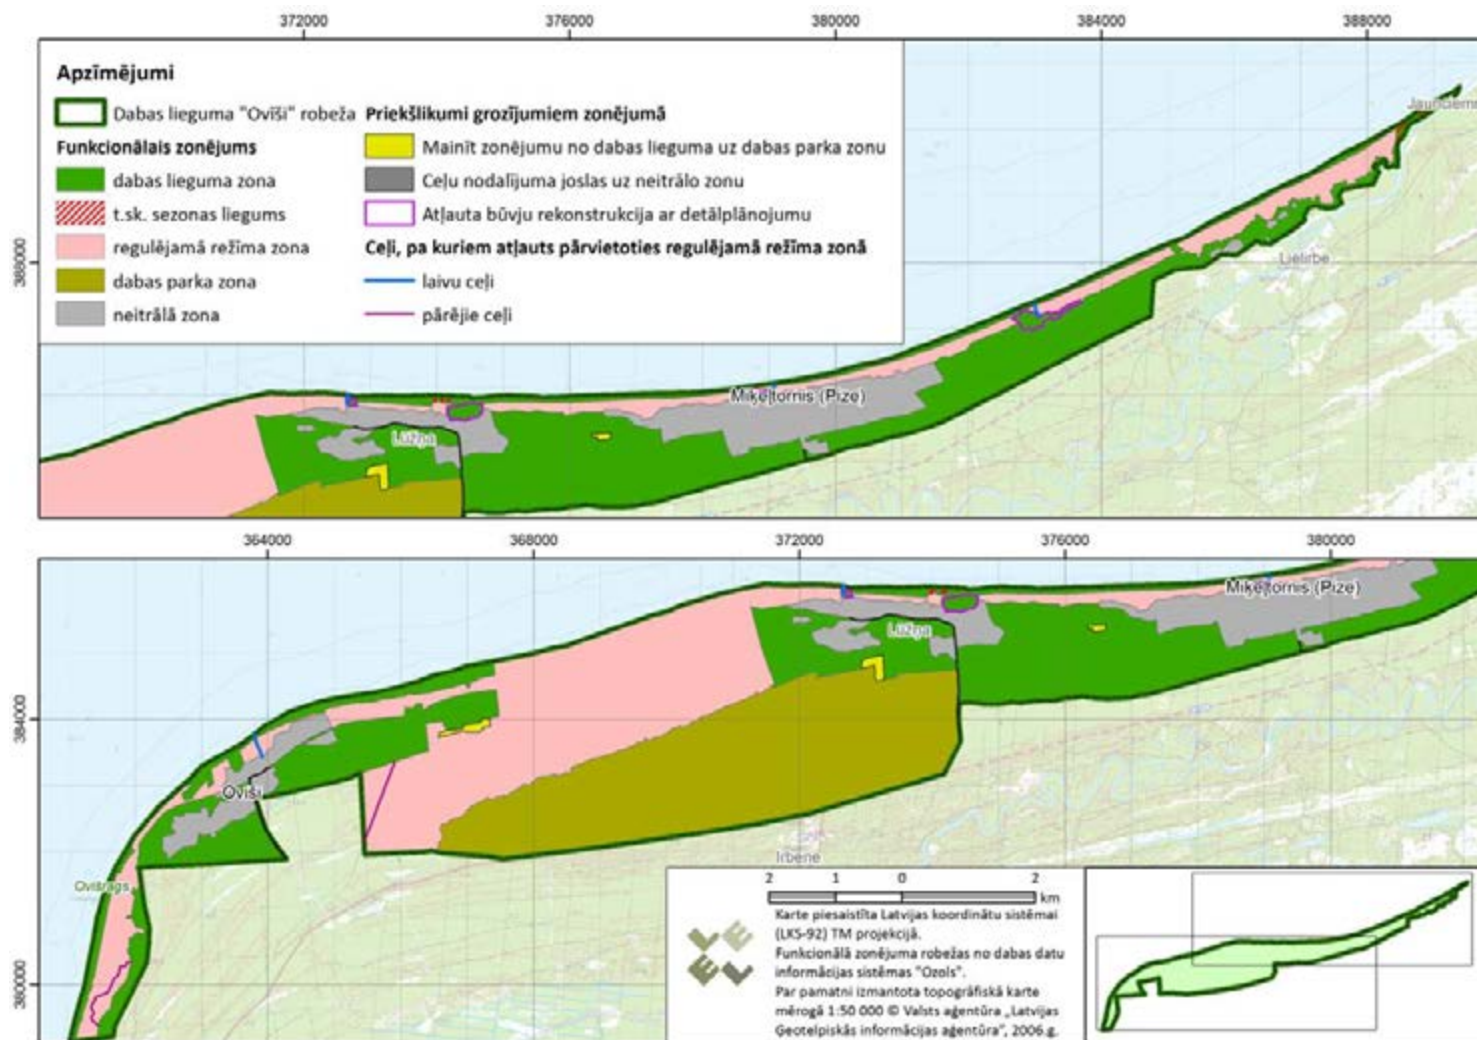 372000 376000 380000 384000 388000
Apzīmējumi
Dabas lieguma "Ovīši" robeža
Funkcionālais zonējums
dabas lieguma zona
t.sk. sezonas liegums
regulējamā režīma zona
dabas parka zona
neitrālā zona
Priekšlikumi grozījumiem zonējumā
Mainīt zonējumu no dabas lieguma uz dabas parka zonu
Ceļu nodalījuma joslas uz neitrālo zonu
Atļauta būvju rekonstrukcija ar detālplānojumu
Ceļi, pa kuriem atļauts pārvietoties regulējamā režīma zonā
laivu ceļi
pārējie ceļi
388000
Lielirbe
Miķeļtornis (Pize)
Lūžņa
364000 368000 372000 376000 380000
Miķeļtornis (Pize)
Lūžņa
384000
Oviši
Irbene
Ovišrags
380000
2 1 0 2
km
Karte piesaistīta Latvijas koordinātu sistēmai
(LKS-92) TM projekcijā.
Funkcionālā zonējuma robežas no dabas datu
informācijas sistēmas "Ozols".
Par pamatni izmantota topogrāfiskā karte
mērogā 1:50 000 © Valsts aģentūra „Latvijas
Ģeotelpiskās informācijas aģentūra", 2006.g.